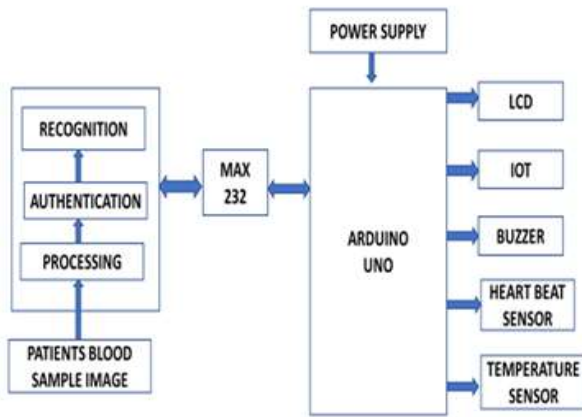 POWER SUPPLY
RECOGNITION
AUTHENTICATION
PROCESSING
PATIENTS BLOOD
SAMPLE IMAGE
MAX
232
ARDUINO
UNO
LCD
IOT
BUZZER
HEART BEAT
SENSOR
TEMPERATURE
SENSOR